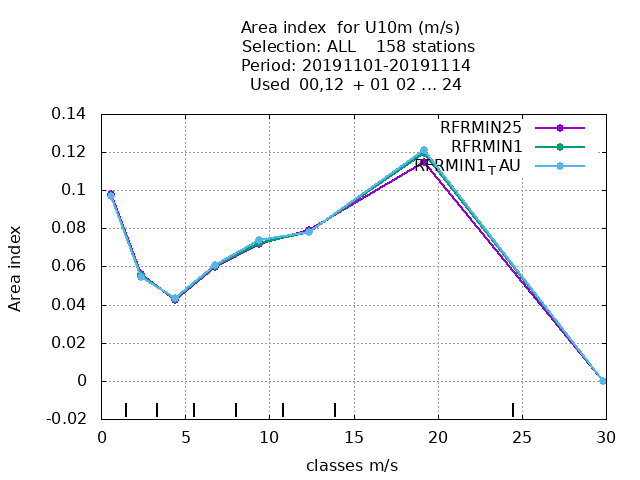 Area index  for U10m (m/s)
Selection: ALL    158 stations
Period: 20191101-20191114
Used  00,12  + 01 02 ... 24
0.14
0.12
0.1
0.08
0.06
0.04
0.02
0
-0.02
Area index
RFRMIN25
RFRMIN1
RFRMIN1TAU
0 5 10 15 20 25 30
classes m/s